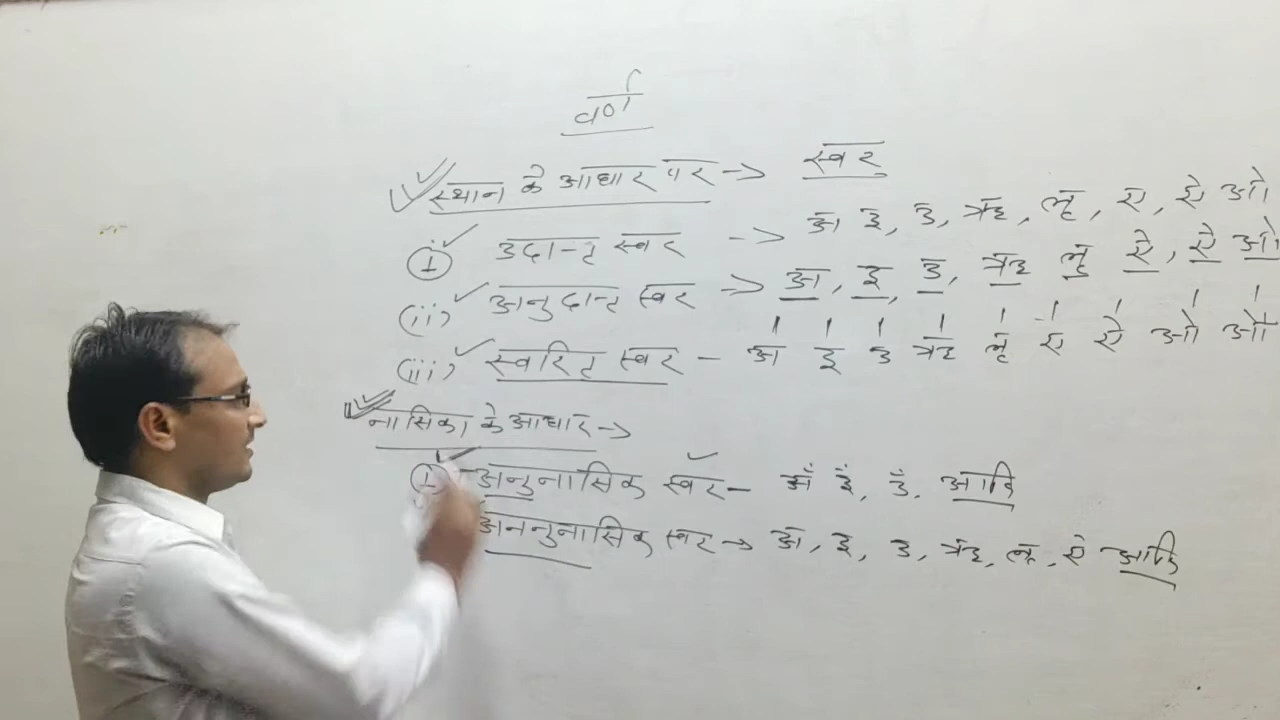 वर्ण
स्थान के आधार पर -> स्वर
(i) उदात्त स्वर -> अ इ, उ, ऋ, लृ, ए, ऐ ओ
(ii) अनुदात्त स्वर -> अ, इ, उ, ऋ लृ ऐ, ऐ ओ
(iii) स्वरित स्वर - अ॑ इ॑ उ॑ ऋ॑ लृ॑ ए॑ ऐ॑ ओ॑ ओ॑
नासिका के आधार ->
(i) अनुनासिक स्वर - अं इं, उं. आदि
अननुनासिक स्वर -> अ, इ, उ, ऋ, लृ, ऐ आदि